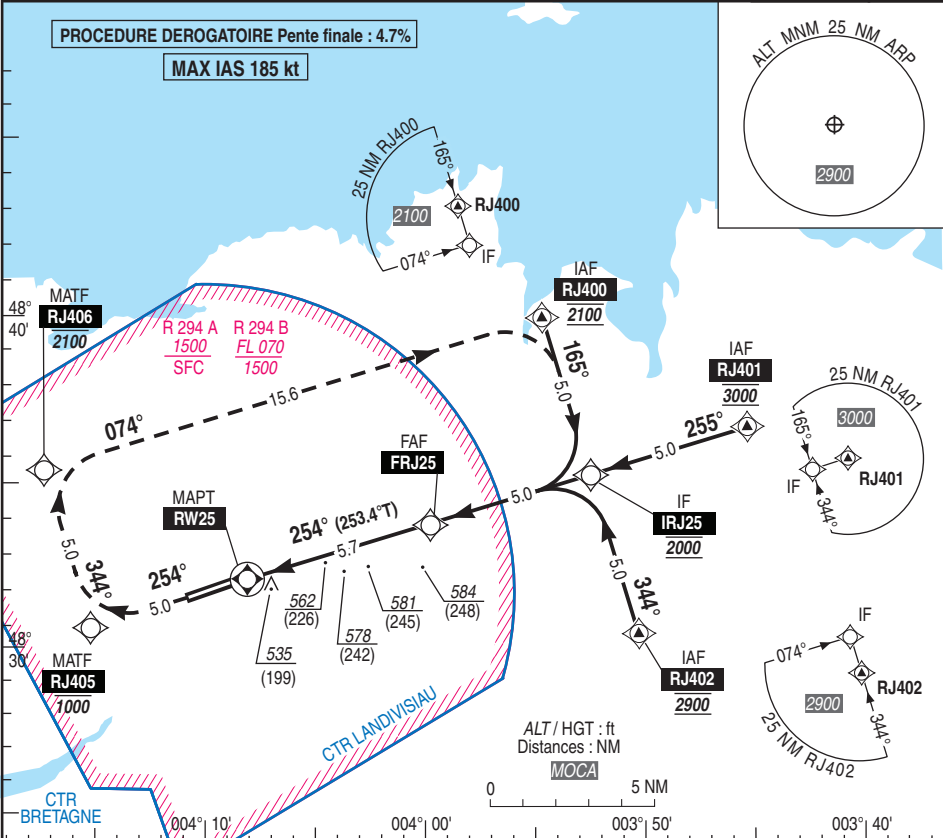 PROCEDURE DEROGATOIRE Pente finale : 4.7%
MAX IAS 185 kt
ALT MNM 25 NM ARP
2900
25 NM RJ400
165°
2100
RJ400
074°
IF
IAF
RJ400
2100
MATF
RJ406
2100
48°
40'
R 294 A
1500
SFC
R 294 B
FL 070
1500
165°
5.0
15.6
074°
IAF
RJ401
3000
255°
5.0
25 NM RJ401
3000
165°
IF
RJ401
344°
FAF
FRJ25
5.0
IF
IRJ25
2000
MAPT
RW25
254° (253.4°T)
5.7
5.0
344°
254°
5.0
562
(226)
581
(245)
584
(248)
578
(242)
535
(199)
5.0
344°
48°
30'
MATF
RJ405
1000
IAF
RJ402
2900
IF
074°
RJ402
2900
344°
25 NM RJ402
CTR LANDIVISIAU
ALT / HGT : ft
Distances : NM
MOCA
0 5 NM
CTR
BRETAGNE
004° 10'
004° 00'
003° 50'
003° 40'